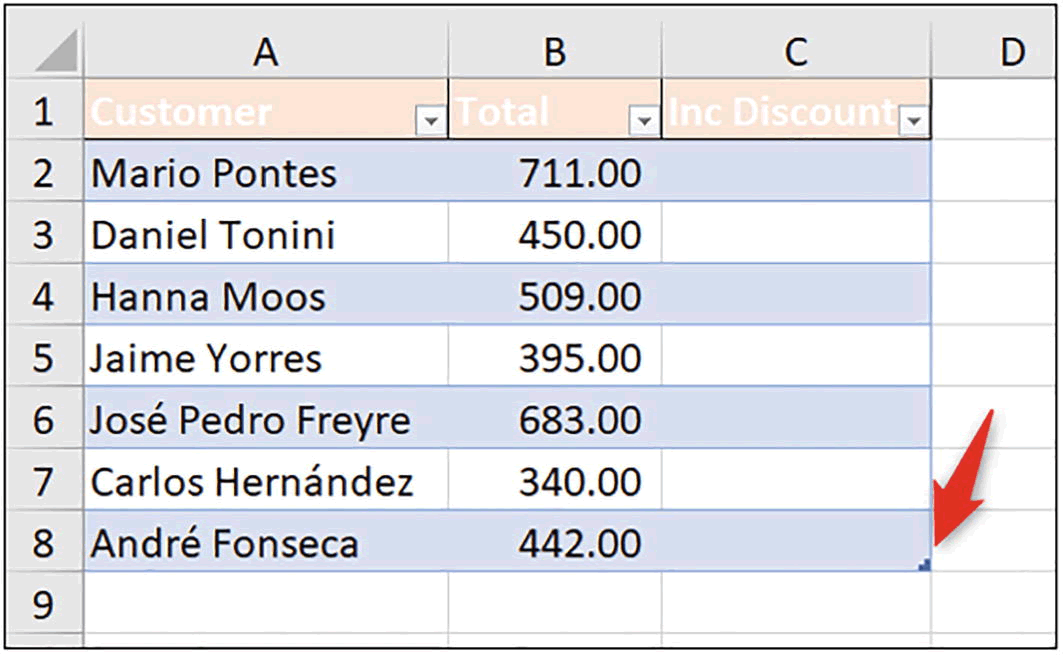 A B C D
1 Customer Total Inc Discount
2 Mario Pontes 711.00
3 Daniel Tonini 450.00
4 Hanna Moos 509.00
5 Jaime Yorres 395.00
6 José Pedro Freyre 683.00
7 Carlos Hernández 340.00
8 André Fonseca 442.00
9